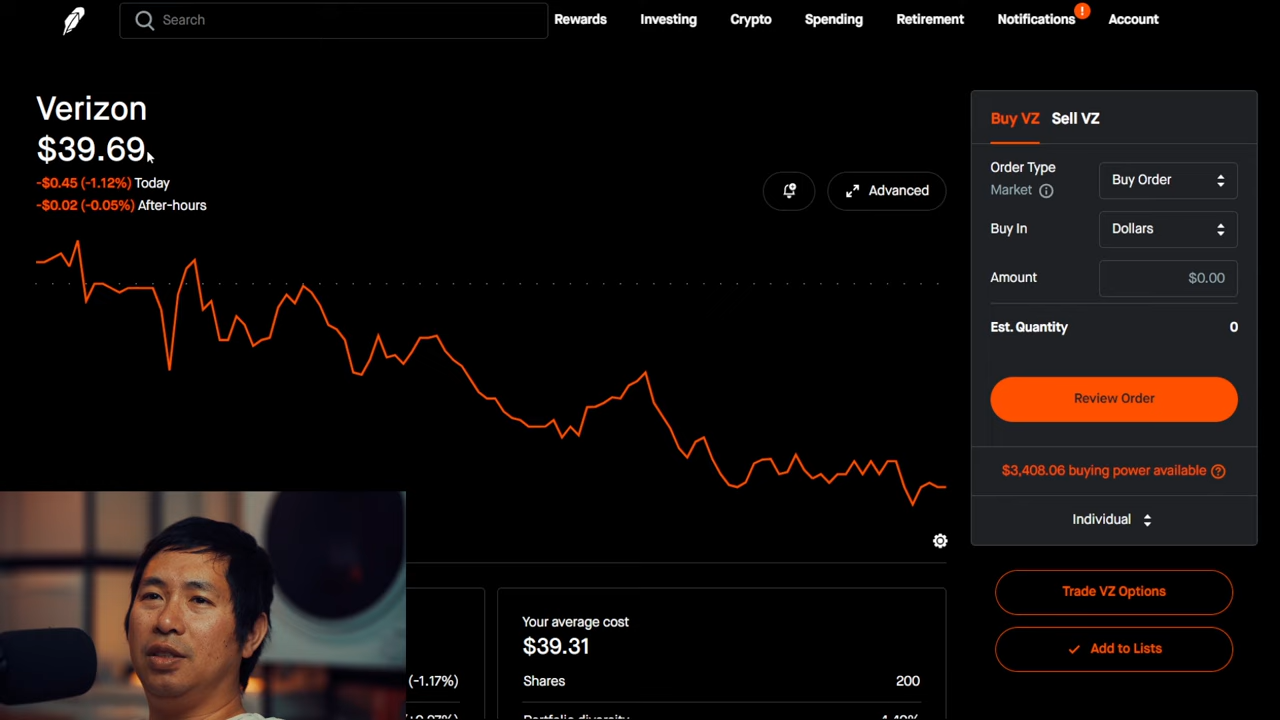 Search
Rewards Investing Crypto Spending Retirement Notifications ! Account
Verizon
$39.69
-$0.45 (-1.12%) Today
-$0.02 (-0.05%) After-hours
Advanced
Buy VZ Sell VZ
Order Type
Market
Buy Order
Buy In
Dollars
Amount
$0.00
Est. Quantity
0
Review Order
$3,408.06 buying power available ?
Individual
Trade VZ Options
Add to Lists
(-1.17%)
Your average cost
$39.31
Shares
200
Portfolio diversity